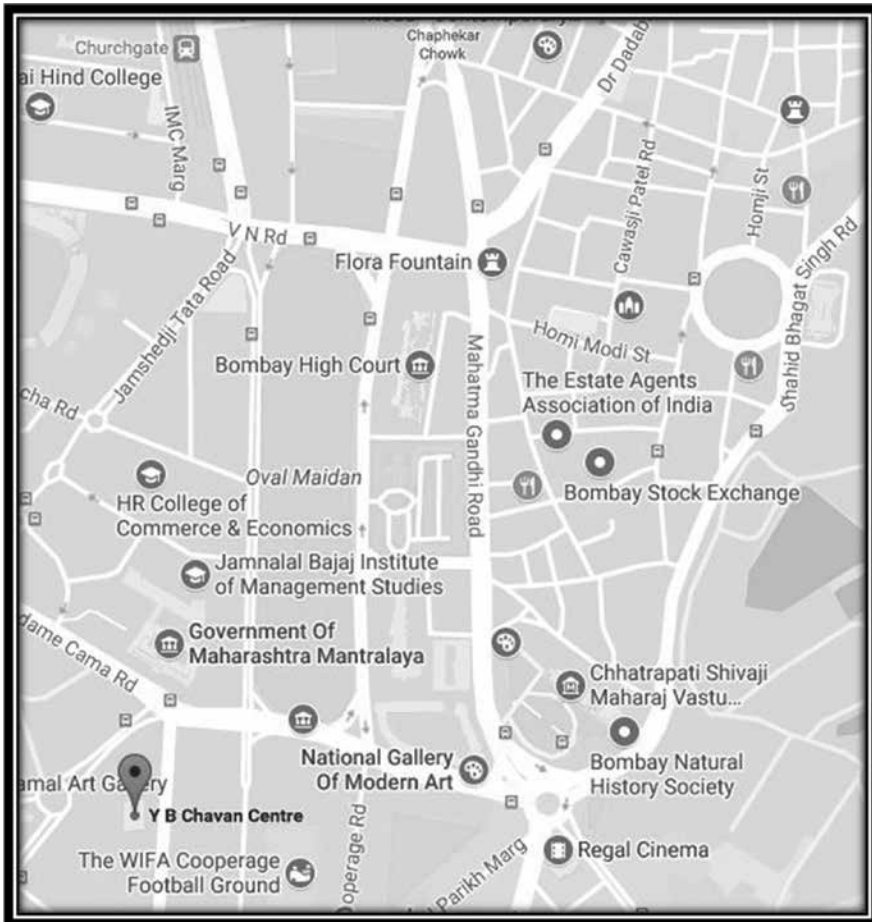 Chaphekar
Chowk
Churchgate
ai Hind College
Dr Dadab
IMC Marg
Cawasji Patel Rd
Homji St
V N Rd
Flora Fountain
Shahid Bhagat Singh Rd
Jamshedji Tata Road
Homi Modi St
Bombay High Court
Mahatma Gandhi Road
The Estate Agents
Association of India
cha Rd
Oval Maidan
Bombay Stock Exchange
HR College of
Commerce & Economics
Jamnalal Bajaj Institute
of Management Studies
Government Of
Maharashtra Mantralaya
dame Cama Rd
Chhatrapati Shivaji
Maharaj Vastu...
National Gallery
Of Modern Art
Bombay Natural
History Society
amal Art Gallery
Y B Chavan Centre
operage Rd
The WIFA Cooperage
Football Ground
Parikh Marg
Regal Cinema